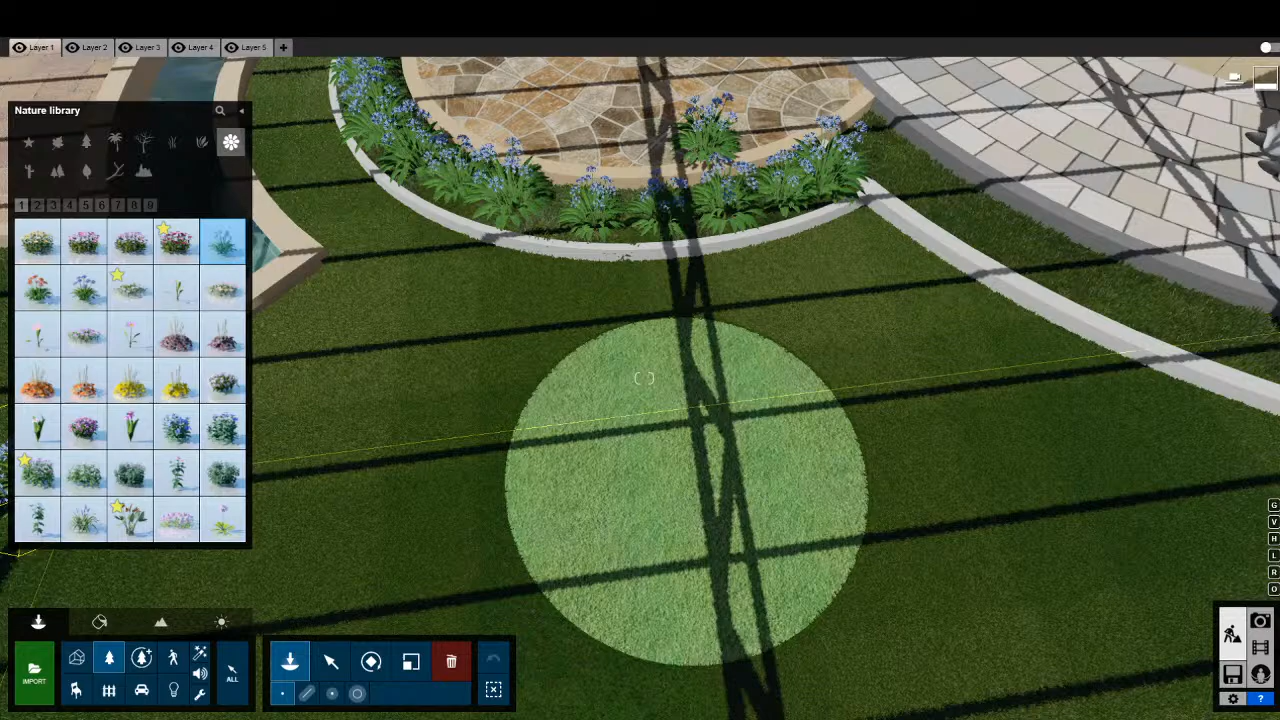 Layer 1 Layer 2 Layer 3 Layer 4 Layer 5 +
Nature library
1 2 3 4 5 6 7 8 9
G
V
H
L
R
O
IMPORT
ALL
?